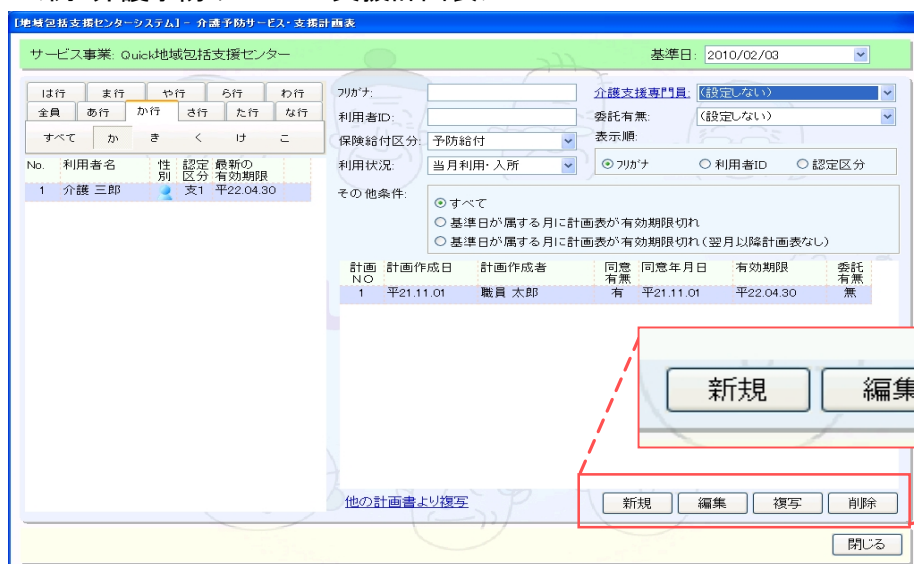 [地域包括支援センターシステム] - 介護予防サービス・支援計画表
サービス事業: Quick地域包括支援センター
基準日: 2010/02/03
は行 ま行 や行 ら行 わ行
全員 あ行 か行 さ行 た行 な行
すべて か き く け こ
No. 利用者名 性別 認定区分 最新の有効期限
1 介護 三郎 支1 平22.04.30
フリガナ:
利用者ID:
保険給付区分: 予防給付
利用状況: 当月利用・入所
介護支援専門員: (設定しない)
委託有無: (設定しない)
表示順:
フリガナ 利用者ID 認定区分
その他条件:
すべて
基準日が属する月に計画表が有効期限切れ
基準日が属する月に計画表が有効期限切れ(翌月以降計画表なし)
計画NO 計画作成日 計画作成者 同意有無 同意年月日 有効期限 委託有無
1 平21.11.01 職員 太郎 有 平21.11.01 平22.04.30 無
新規 編集
他の計画書より複写
新規 編集 複写 削除
閉じる